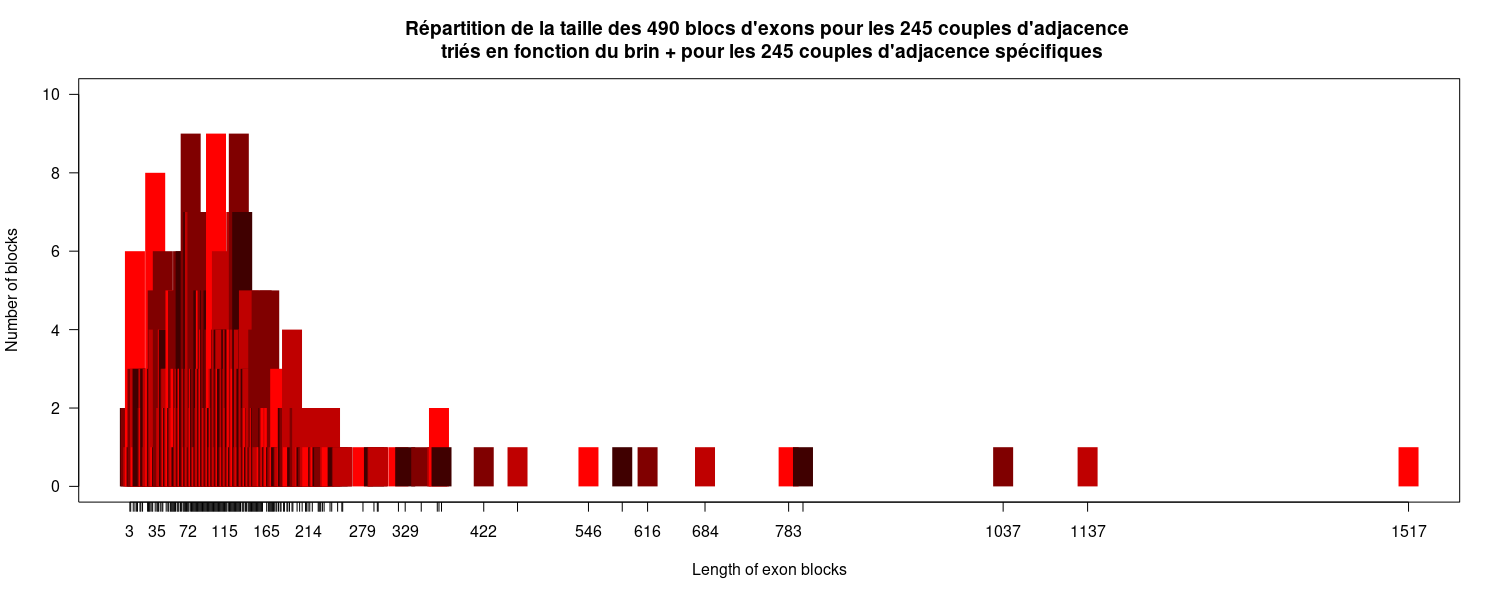 Répartition de la taille des 490 blocs d'exons pour les 245 couples d'adjacence
triés en fonction du brin + pour les 245 couples d'adjacence spécifiques
10
8
6
4
2
0
Number of blocks
3 35 72 115 165 214 279 329 422 546 616 684 783 1037 1137 1517
Length of exon blocks